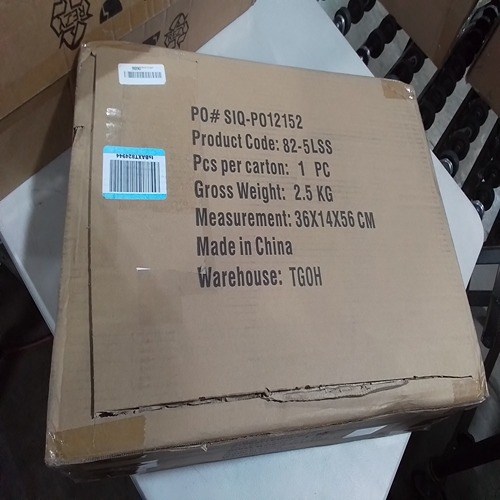 PO# SIQ-PO12152
Product Code: 82-5LSS
Pcs per carton: 1 PC
Gross Weight: 2.5 KG
Measurement: 36X14X56 CM
Made in China
Warehouse: TGOH